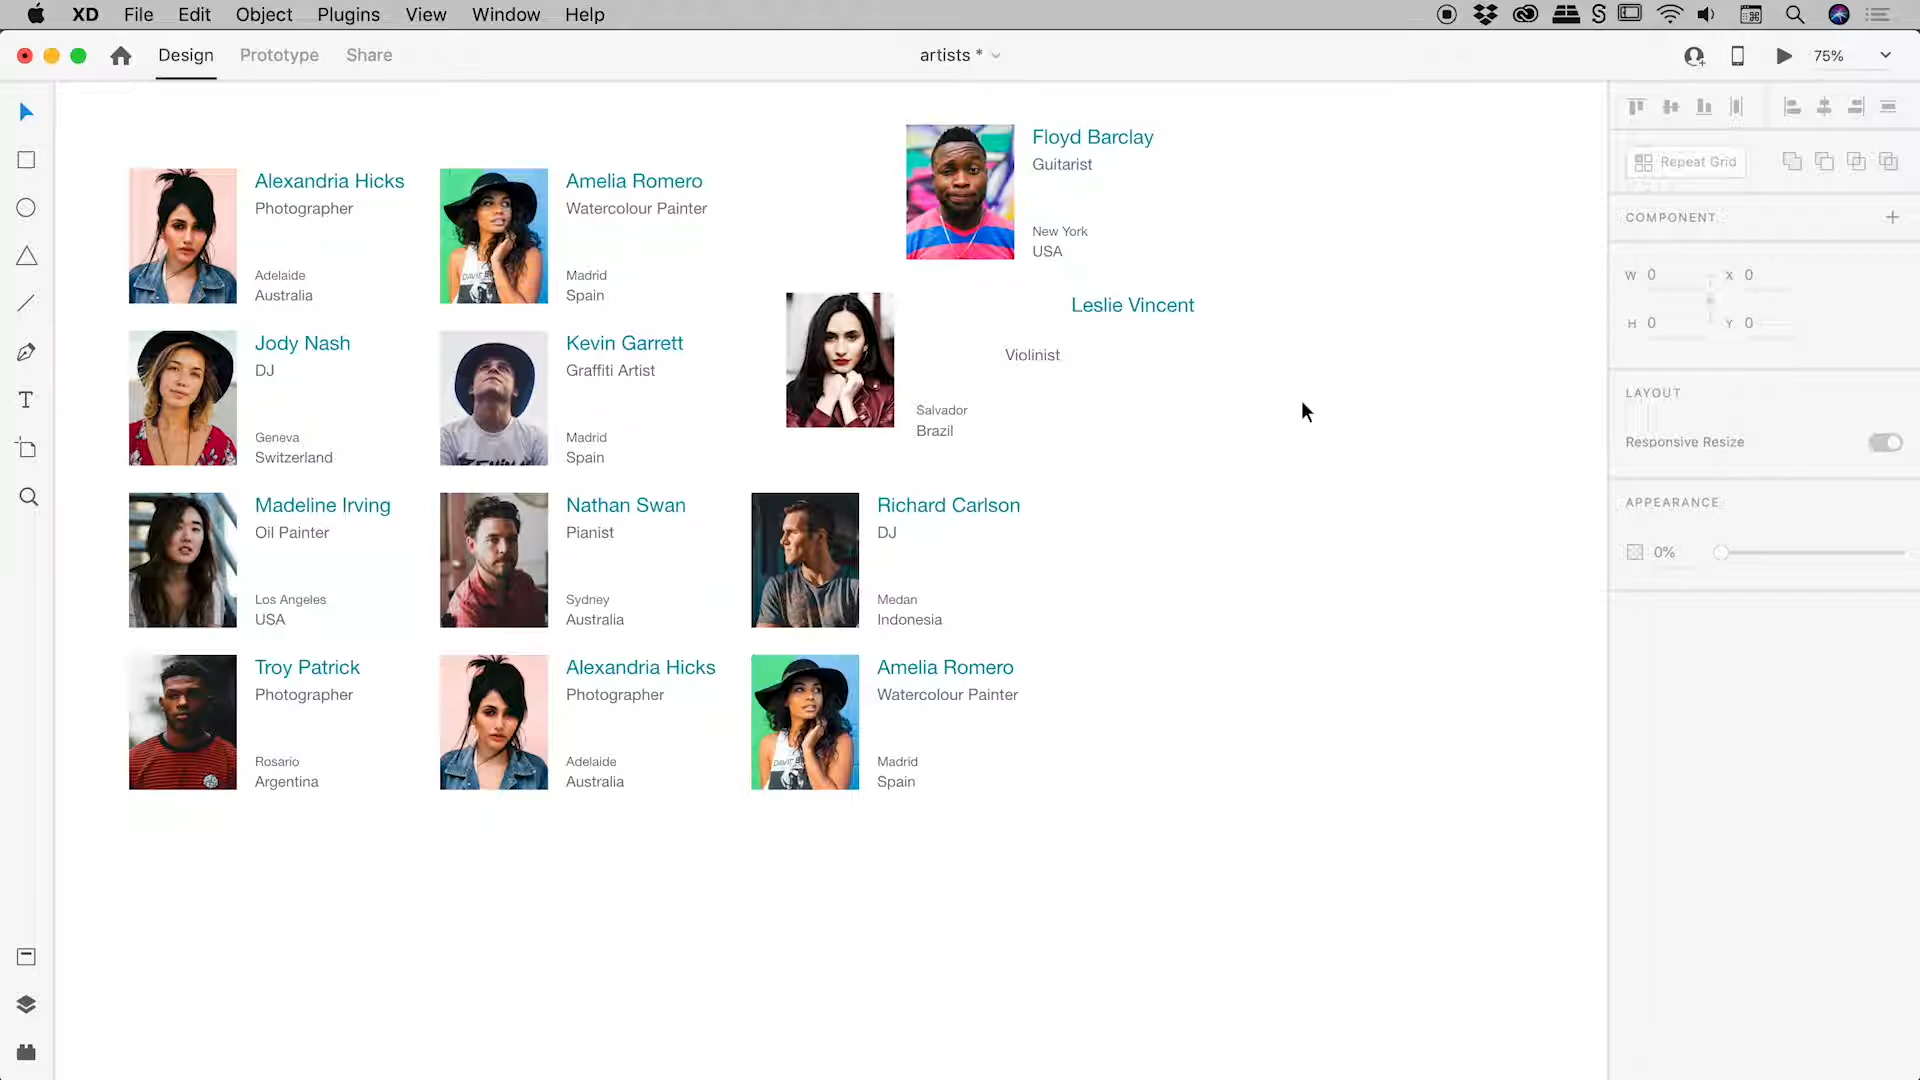 XD File Edit Object Plugins View Window Help
Design Prototype Share
artists *
75%
Floyd Barclay
Guitarist
New York
USA
Alexandria Hicks
Photographer
Adelaide
Australia
Amelia Romero
Watercolour Painter
Madrid
Spain
Leslie Vincent
Violinist
Salvador
Brazil
Jody Nash
DJ
Geneva
Switzerland
Kevin Garrett
Graffiti Artist
Madrid
Spain
Madeline Irving
Oil Painter
Los Angeles
USA
Nathan Swan
Pianist
Sydney
Australia
Richard Carlson
DJ
Medan
Indonesia
Troy Patrick
Photographer
Rosario
Argentina
Alexandria Hicks
Photographer
Adelaide
Australia
Amelia Romero
Watercolour Painter
Madrid
Spain
Repeat Grid
COMPONENT
W 0 X 0
H 0 Y 0
LAYOUT
Responsive Resize
APPEARANCE
0%